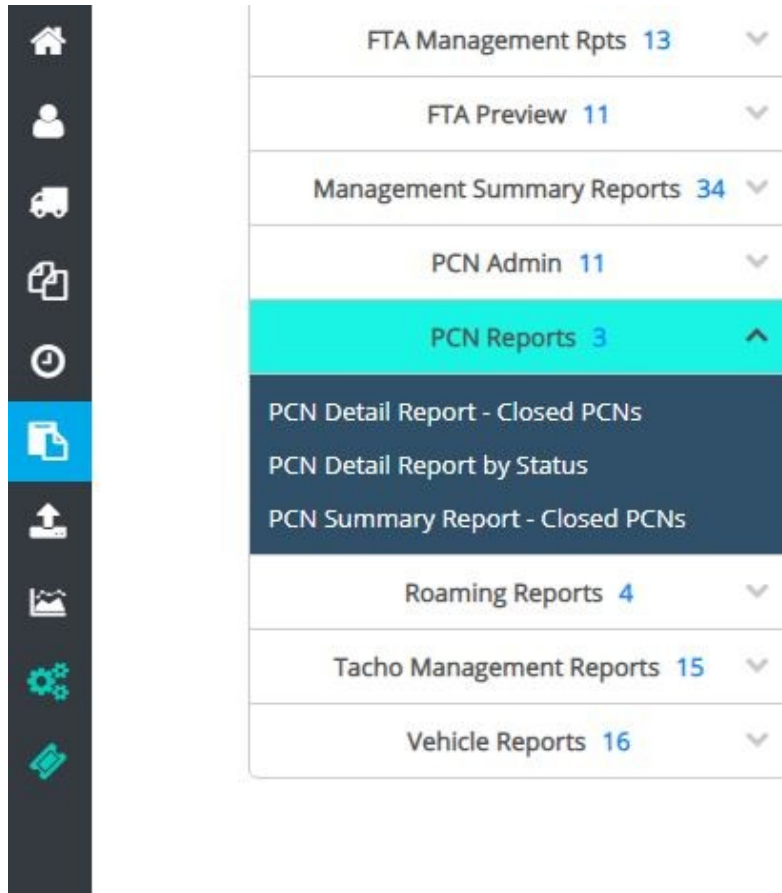 FTA Management Rpts 13
FTA Preview 11
Management Summary Reports 34
PCN Admin 11
PCN Reports 3
PCN Detail Report - Closed PCNs
PCN Detail Report by Status
PCN Summary Report - Closed PCNs
Roaming Reports 4
Tacho Management Reports 15
Vehicle Reports 16